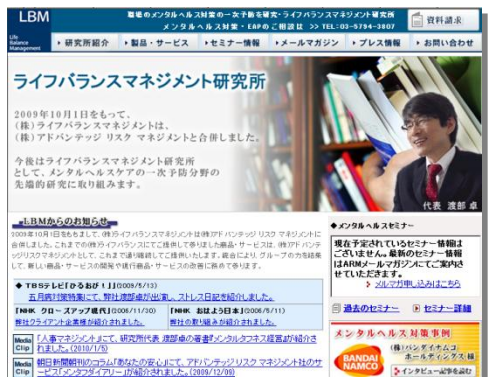 LBM
Life
Balance
Management
職場のメンタルヘルス対策の一次予防を研究・ライフバランスマネジメント研究所
メンタルヘルス対策・EAPのご相談は >> TEL:03-5794-3807
資料請求
研究所紹介
製品・サービス
セミナー情報
メールマガジン
プレス情報
お問い合わせ
ライフバランスマネジメント研究所
2009年10月1日をもって、
(株)ライフバランスマネジメントは、
(株)アドバンテッジ リスク マネジメントと合併しました。
今後はライフバランスマネジメント研究所
として、メンタルヘルスケアの一次予防分野の
先端的研究に取り組みます。
代表 渡部 卓
LBMからのお知らせ
2009年10月1日をもちまして、(株)ライフバランスマネジメントは(株)アドバンテッジ リスク マネジメントに
合併しました。これまでの(株)ライフバランスにてご提供して参りました商品・サービスは、(株)アドバンテ
ッジリスクマネジメントとして、これまで通り継続してご提供いたします。統合により、グループの力を結集
して、新しい商品・サービスの開発や現行商品・サービスの改善に務めて参ります。
◆ TBSテレビ「ひるおび!」(2009/5/13)
五月病対策特集にて、弊社渡部卓が出演し、ストレス日記を紹介しました。
「NHK クローズアップ現代」(2006/11/30)
弊社クライアント企業様が紹介されました。
「NHK おはよう日本」(2006/5/11)
弊社の取り組みが紹介されました。
Media Clip
「人事マネジメント」にて、研究所代表 渡部卓の著書『メンタルタフネス経営』が紹介さ
れました。(2010/1/5)
Media Clip
朝日新聞朝刊のコラム「あなたの安心」にて、アドバンテッジ リスク マネジメント社のサ
ービス「メンタフダイアリー」が紹介されました。(2009/12/09)
◆メンタルヘルスセミナー
現在予定されているセミナー情報は
ございません。最新のセミナー情報
はARMメールマガジンにてご案内さ
せていただきます。
メルマガ申し込みはこちら
過去のセミナー
セミナー詳細
メンタルヘルス対策事例
BANDAI
NAMCO
(株)バンダイナムコ
ホールディングス様
インタビュー記事を読む